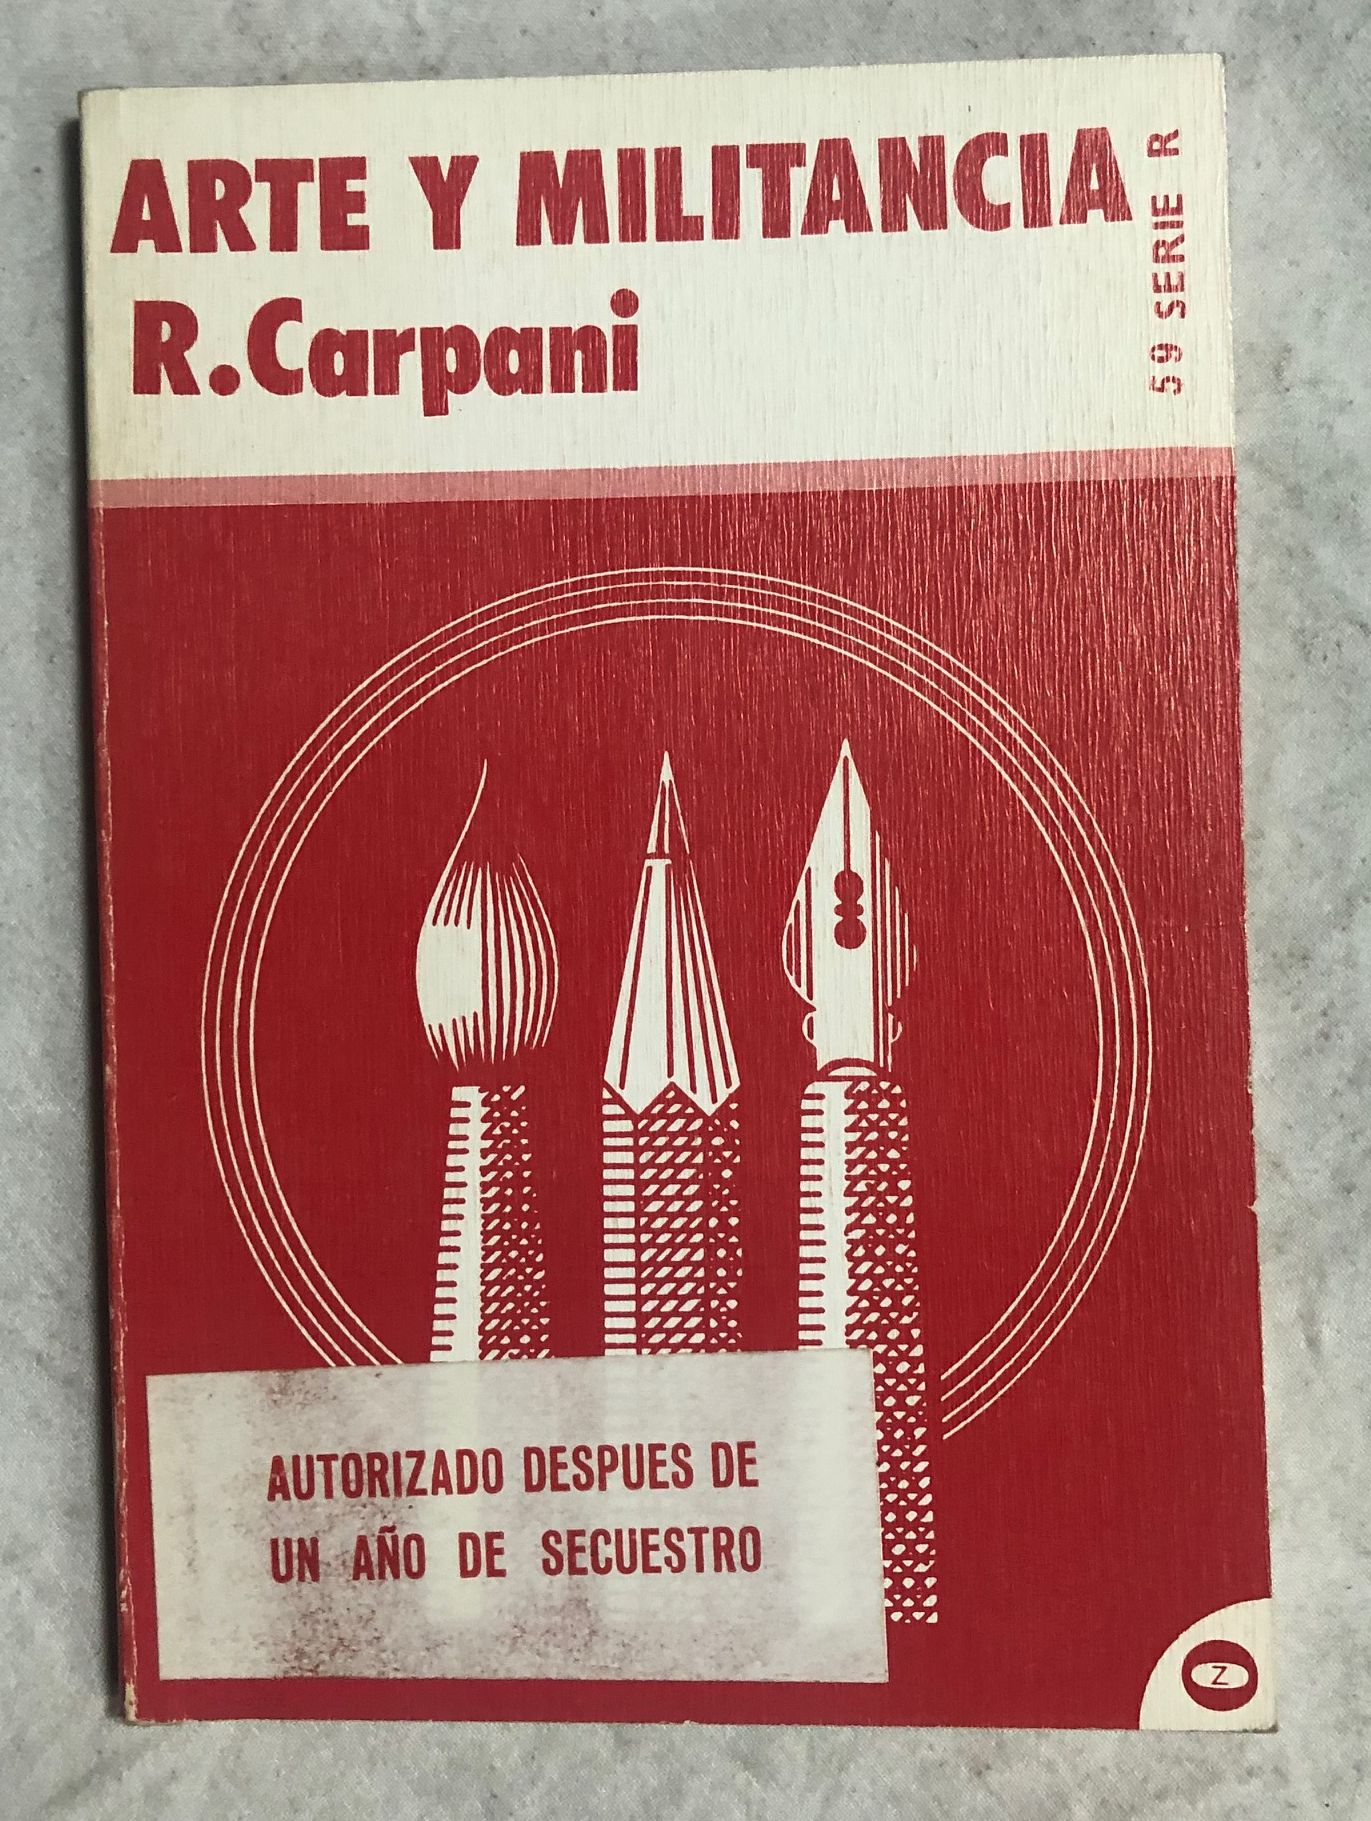 ARTE Y MILITANCIA
R.Carpani
59 SERIE R
AUTORIZADO DESPUES DE
UN AÑO DE SECUESTRO
Z